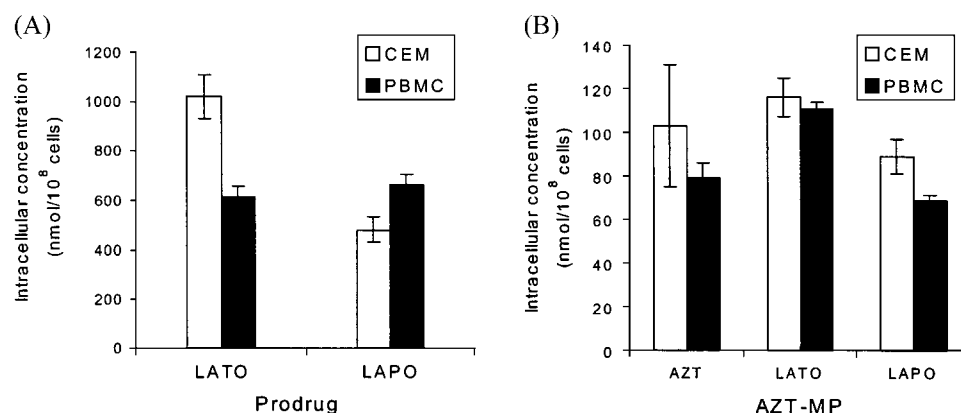 (A)
Intracellular concentration
(nmol/10⁸ cells)
1200
1000
800
600
400
200
0
CEM
PBMC
LATO
LAPO
Prodrug
(B)
Intracellular concentration
(nmol/10⁸ cells)
140
120
100
80
60
40
20
0
CEM
PBMC
AZT
LATO
LAPO
AZT-MP